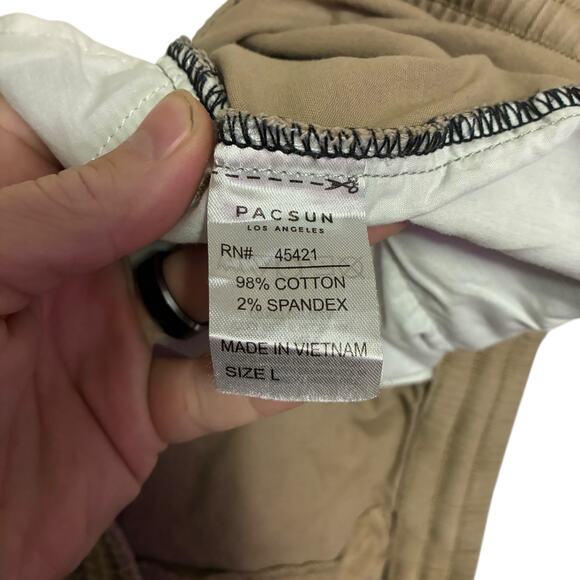 PACSUN
LOS ANGELES
RN# 45421
98% COTTON
2% SPANDEX
MADE IN VIETNAM
SIZE L